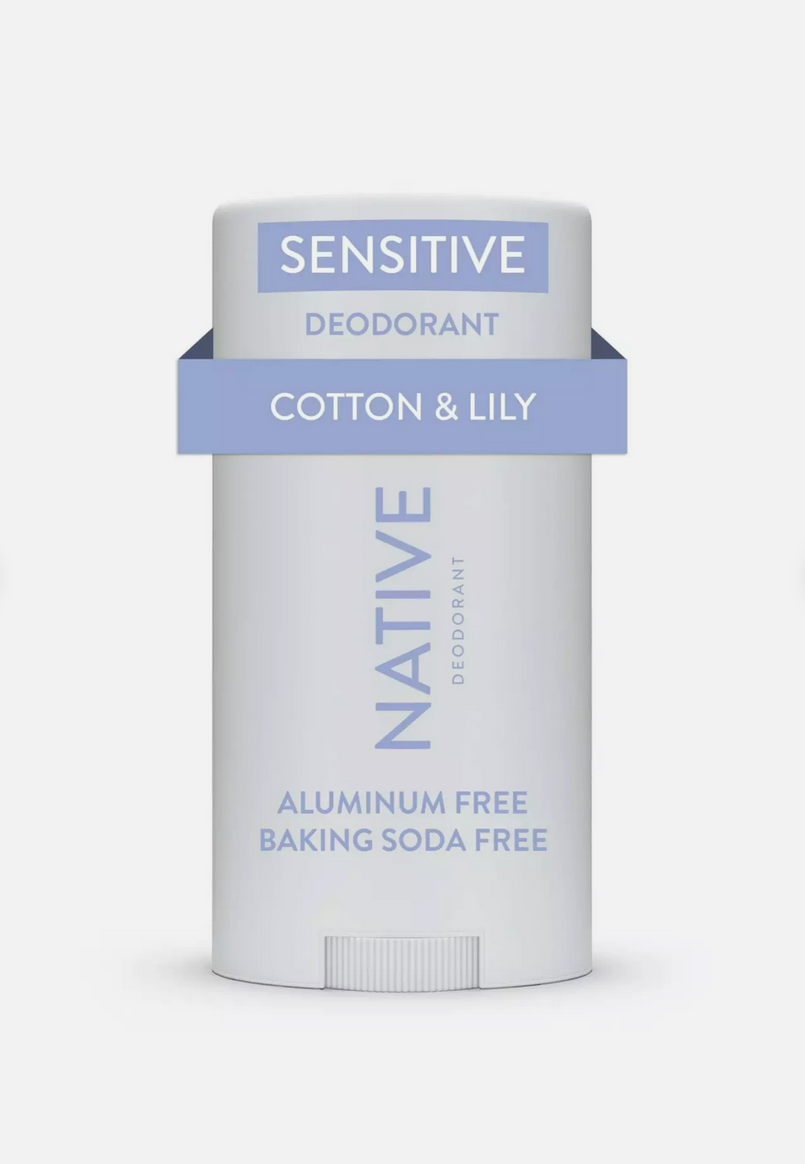 SENSITIVE
DEODORANT
COTTON & LILY
NATIVE
DEODORANT
ALUMINUM FREE
BAKING SODA FREE